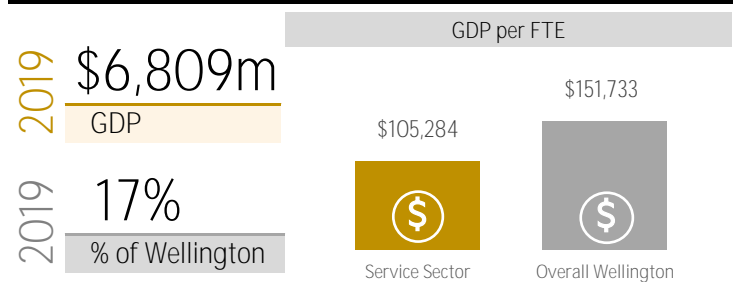 2019
$6,809m
GDP
2019
17%
% of Wellington
GDP per FTE
$105,284
$151,733
$
$
Service Sector
Overall Wellington